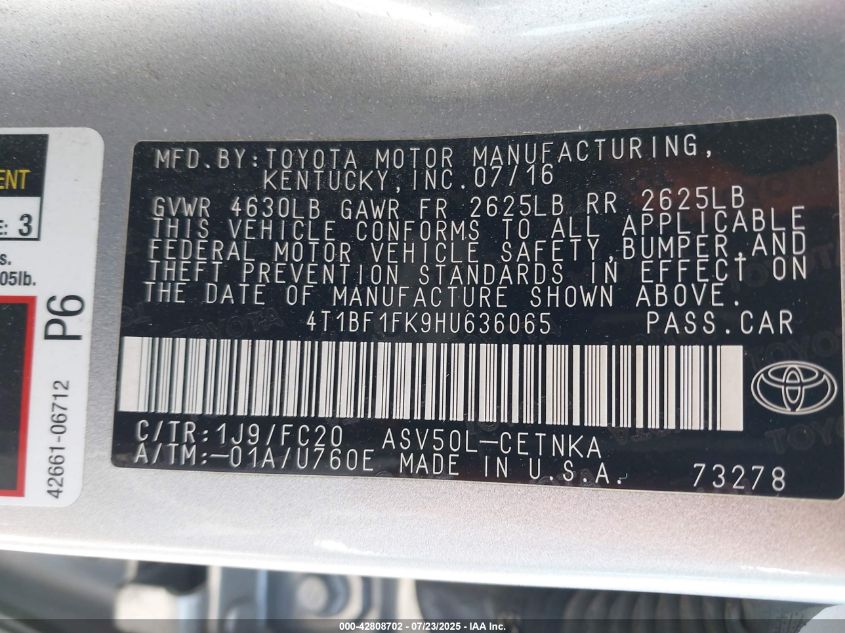 MFD.BY:TOYOTA MOTOR MANUFACTURING,
KENTUCKY,INC.07/16
GVWR 4630LB GAWR FR 2625LB RR 2625LB
THIS VEHICLE CONFORMS TO ALL APPLICABLE
FEDERAL MOTOR VEHICLE SAFETY,BUMPER,AND
THEFT PREVENTION STANDARDS IN EFFECT ON
THE DATE OF MANUFACTURE SHOWN ABOVE.
4T1BF1FK9HU636065 PASS.CAR
C/TR:1J9/FC20 ASV50L-CETNKA
A/TM:-01A/U760E MADE IN U.S.A. 73278
ENT
E: 3
s.
05lb.
P6
42661-06712
000-42808702 - 07/23/2025 - IAA Inc.